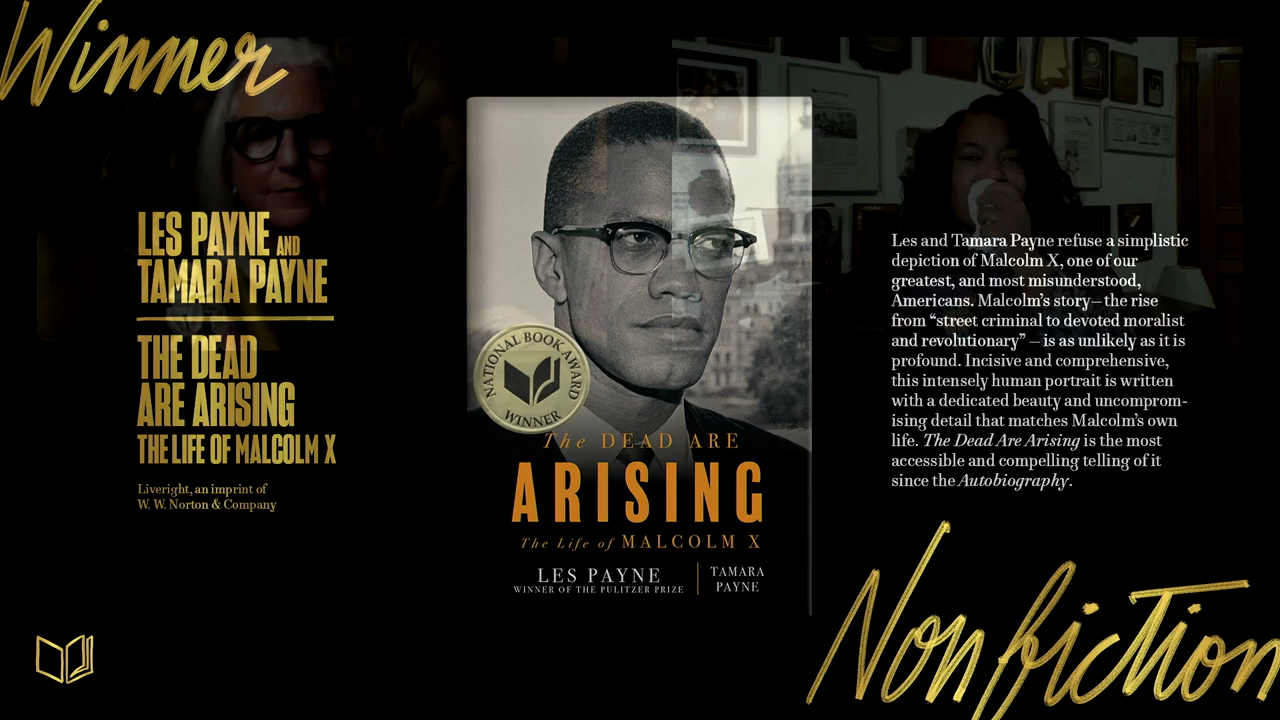 Winner
LES PAYNE AND
TAMARA PAYNE
THE DEAD
ARE ARISING
THE LIFE OF MALCOLM X
Liveright, an imprint of
W. W. Norton & Company
NATIONAL BOOK AWARD
WINNER
The DEAD ARE
ARISING
The Life of MALCOLM X
LES PAYNE
WINNER OF THE PULITZER PRIZE
TAMARA
PAYNE
Les and Tamara Payne refuse a simplistic
depiction of Malcolm X, one of our
greatest, and most misunderstood,
Americans. Malcolm’s story—the rise
from “street criminal to devoted moralist
and revolutionary” – is as unlikely as it is
profound. Incisive and comprehensive,
this intensely human portrait is written
with a dedicated beauty and uncomprom-
ising detail that matches Malcolm’s own
life. The Dead Are Arising is the most
accessible and compelling telling of it
since the Autobiography.
Nonfiction